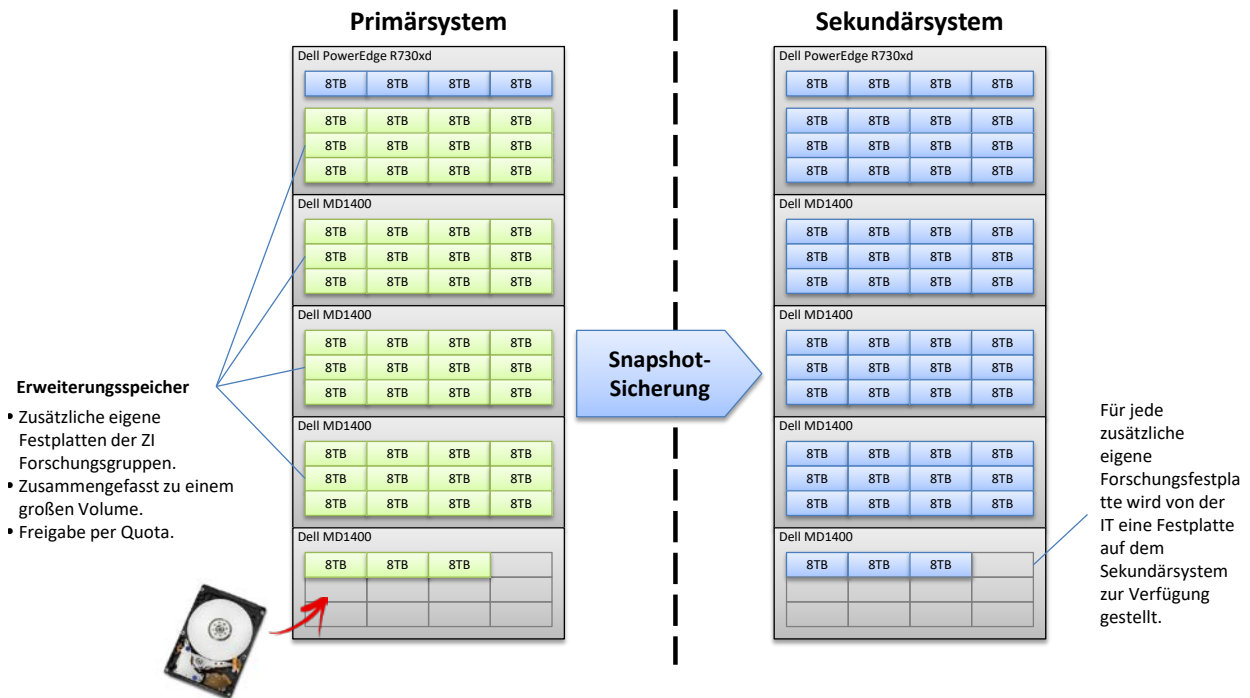 Primärsystem
Dell PowerEdge R730xd
8TB 8TB 8TB 8TB
8TB 8TB 8TB 8TB
8TB 8TB 8TB 8TB
8TB 8TB 8TB 8TB
Dell MD1400
8TB 8TB 8TB 8TB
8TB 8TB 8TB 8TB
8TB 8TB 8TB 8TB
Dell MD1400
8TB 8TB 8TB 8TB
8TB 8TB 8TB 8TB
8TB 8TB 8TB 8TB
Dell MD1400
8TB 8TB 8TB 8TB
8TB 8TB 8TB 8TB
8TB 8TB 8TB 8TB
Dell MD1400
8TB 8TB 8TB
Erweiterungsspeicher
• Zusätzliche eigene
Festplatten der ZI
Forschungsgruppen.
• Zusammengefasst zu einem
großen Volume.
• Freigabe per Quota.
Snapshot-
Sicherung
Sekundärsystem
Dell PowerEdge R730xd
8TB 8TB 8TB 8TB
8TB 8TB 8TB 8TB
8TB 8TB 8TB 8TB
8TB 8TB 8TB 8TB
Dell MD1400
8TB 8TB 8TB 8TB
8TB 8TB 8TB 8TB
8TB 8TB 8TB 8TB
Dell MD1400
8TB 8TB 8TB 8TB
8TB 8TB 8TB 8TB
8TB 8TB 8TB 8TB
Dell MD1400
8TB 8TB 8TB 8TB
8TB 8TB 8TB 8TB
8TB 8TB 8TB 8TB
Dell MD1400
8TB 8TB 8TB
Für jede
zusätzliche
eigene
Forschungsfestpla
tte wird von der
IT eine Festplatte
auf dem
Sekundärsystem
zur Verfügung
gestellt.